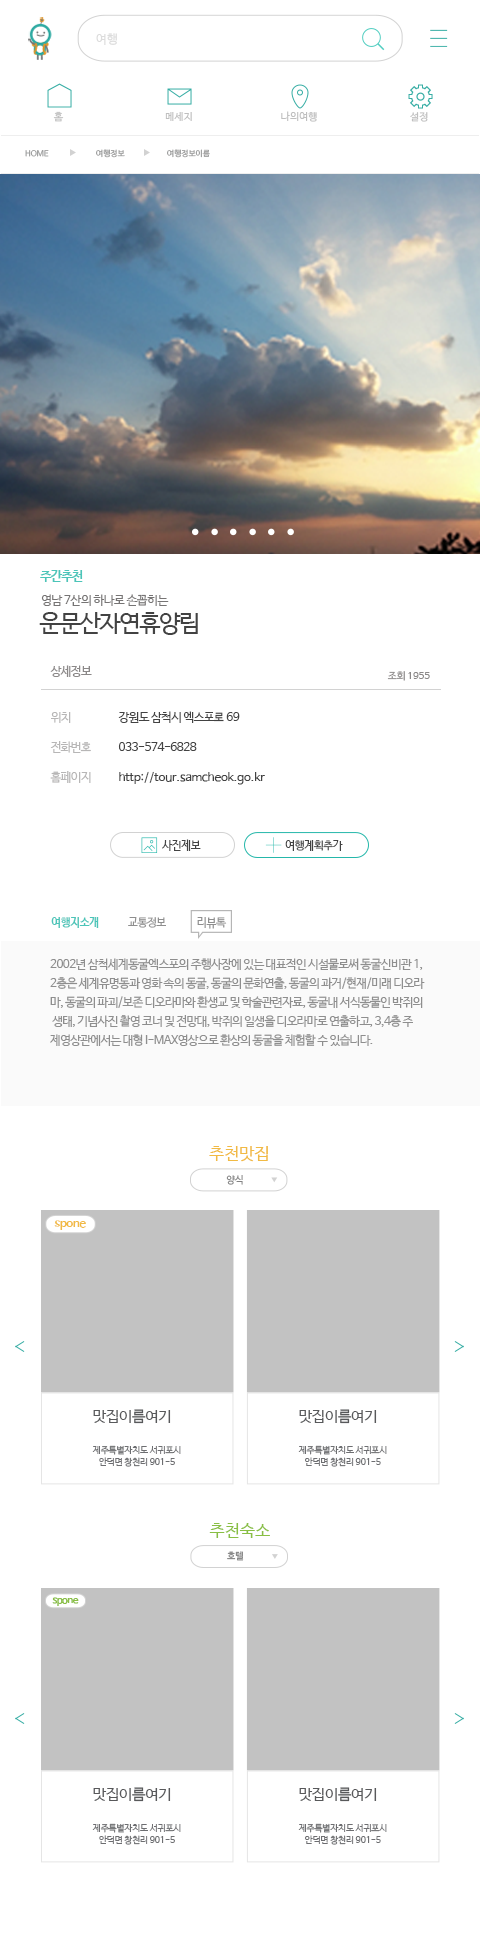 여행
홈
메세지
나의여행
설정
HOME
여행정보
여행정보이름
주간추천
영남 7산의 하나로 손꼽히는
운문산자연휴양림
상세정보
조회 1955
위치
강원도 삼척시 엑스포로 69
전화번호
033-574-6828
홈페이지
http://tour.samcheok.go.kr
사진제보
여행계획추가
여행지소개
교통정보
리뷰톡
2002년 삼척세계동굴엑스포의 주행사장에 있는 대표적인 시설물로써 동굴신비관 1,
2층은 세계유명동과 영화 속의 동굴, 동굴의 문화연출, 동굴의 과거/현재/미래 디오라
마, 동굴의 파괴/보존 디오라마와 환생교 및 학술관련자료, 동굴내 서식동물인 박쥐의
생태, 기념사진 촬영 코너 및 전망대, 박쥐의 일생을 디오라마로 연출하고, 3,4층 주
제영상관에서는 대형 I-MAX영상으로 환상의 동굴을 체험할 수 있습니다.
추천맛집
양식
spone
맛집이름여기
제주특별자치도 서귀포시
안덕면 창천리 901-5
맛집이름여기
제주특별자치도 서귀포시
안덕면 창천리 901-5
추천숙소
호텔
spone
맛집이름여기
제주특별자치도 서귀포시
안덕면 창천리 901-5
맛집이름여기
제주특별자치도 서귀포시
안덕면 창천리 901-5